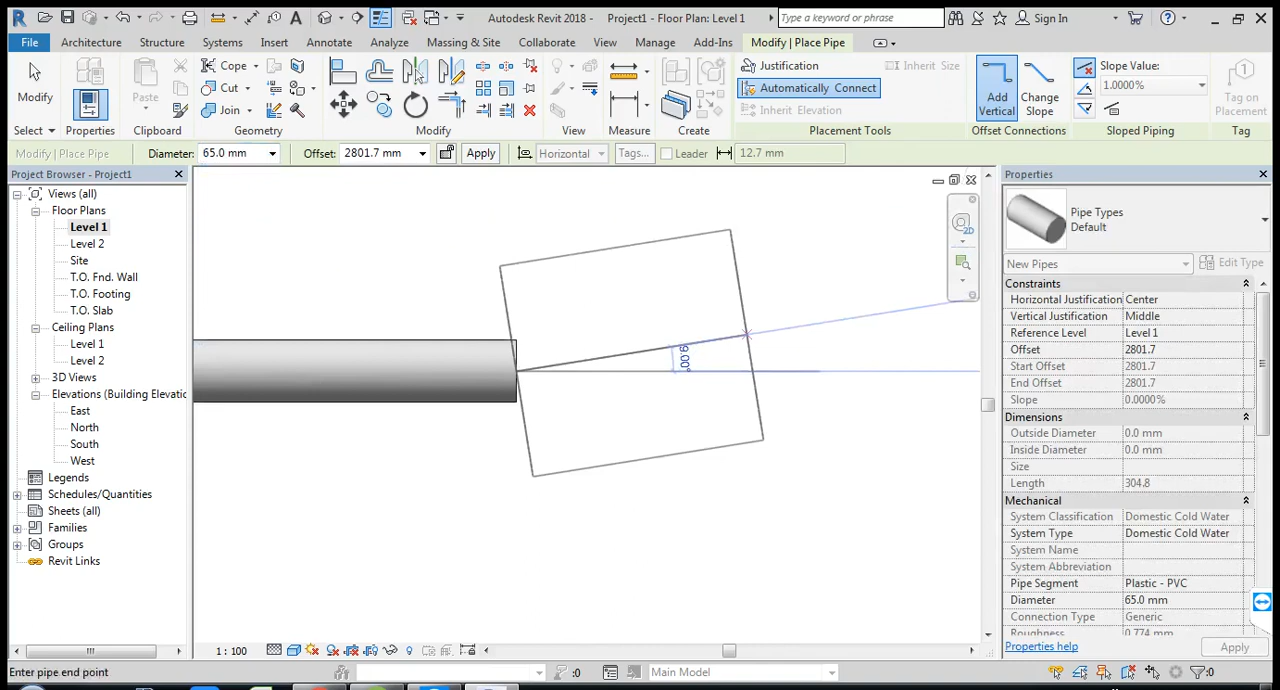 Autodesk Revit 2018 - Project1 - Floor Plan: Level 1
Type a keyword or phrase
Sign In
File Architecture Structure Systems Insert Annotate Analyze Massing & Site Collaborate View Manage Add-Ins Modify | Place Pipe
Modify
Properties
Paste
Cope
Cut
Join
Justification
Inherit Size
Automatically Connect
Inherit Elevation
Add Vertical
Change Slope
Slope Value:
1.0000%
Tag on Placement
Select Properties Clipboard Geometry Modify View Measure Create Placement Tools Offset Connections Sloped Piping Tag
Modify | Place Pipe Diameter: 65.0 mm Offset: 2801.7 mm Apply Horizontal Tags... Leader 12.7 mm
Project Browser - Project1
Views (all)
Floor Plans
Level 1
Level 2
Site
T.O. Fnd. Wall
T.O. Footing
T.O. Slab
Ceiling Plans
Level 1
Level 2
3D Views
Elevations (Building Elevatic
East
North
South
West
Legends
Schedules/Quantities
Sheets (all)
Families
Groups
Revit Links
9.00°
2D
Properties
Pipe Types
Default
New Pipes
Edit Type
Constraints
Horizontal Justification Center
Vertical Justification Middle
Reference Level Level 1
Offset 2801.7
Start Offset 2801.7
End Offset 2801.7
Slope 0.0000%
Dimensions
Outside Diameter 0.0 mm
Inside Diameter 0.0 mm
Size
Length 304.8
Mechanical
System Classification Domestic Cold Water
System Type Domestic Cold Water
System Name
System Abbreviation
Pipe Segment Plastic - PVC
Diameter 65.0 mm
Connection Type Generic
Roughness 0.774 mm
Properties help
Apply
1 : 100
Enter pipe end point
:0
Main Model
:0